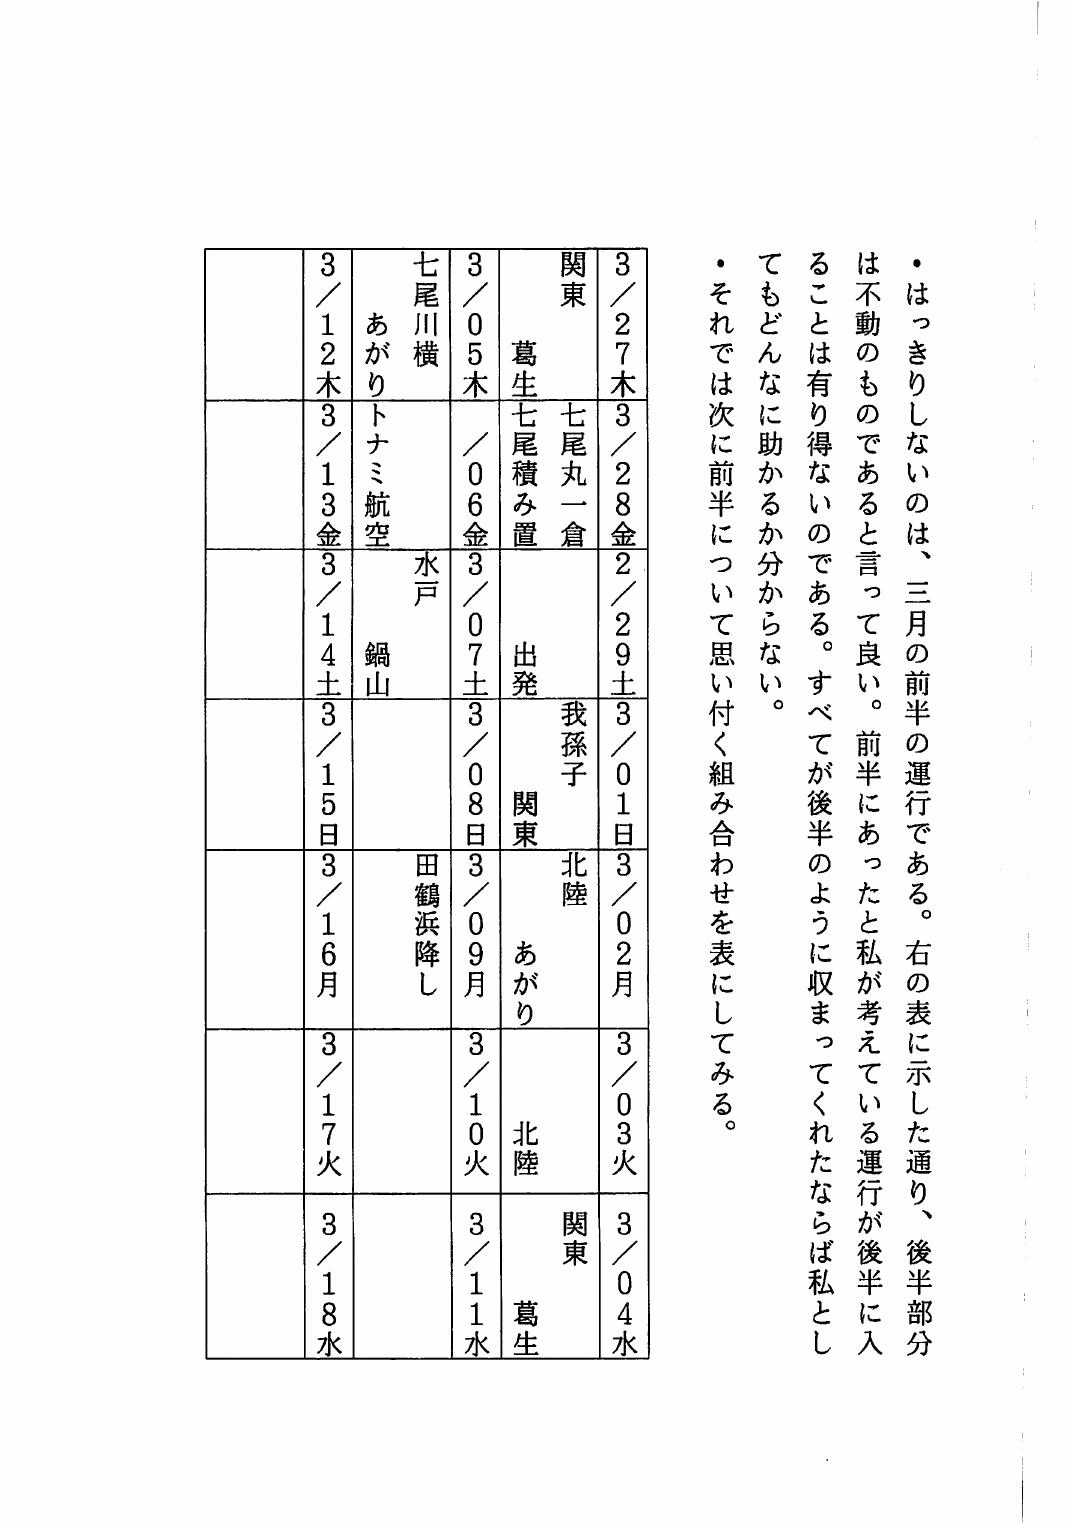 ・はっきりしないのは、三月の前半の運行である。右の表に示した通り、後半部分
は不動のものであると言って良い。前半にあったと私が考えている運行が後半に入
ることは有り得ないのである。すべてが後半のように収まってくれたならば私とし
てもどんなに助かるか分からない。
・それでは次に前半について思い付く組み合わせを表にしてみる。
3/27木 3/28金 2/29土 3/01日 3/02月 3/03火 3/04水
関東 七尾丸一倉 我孫子 北陸 関東
葛生 七尾積み置 出発 関東 あがり 北陸 葛生
3/05木 /06金 3/07土 3/08日 3/09月 3/10火 3/11水
七尾川横 水戸 田鶴浜降し
あがり トナミ航空 鍋山
3/12木 3/13金 3/14土 3/15日 3/16月 3/17火 3/18水